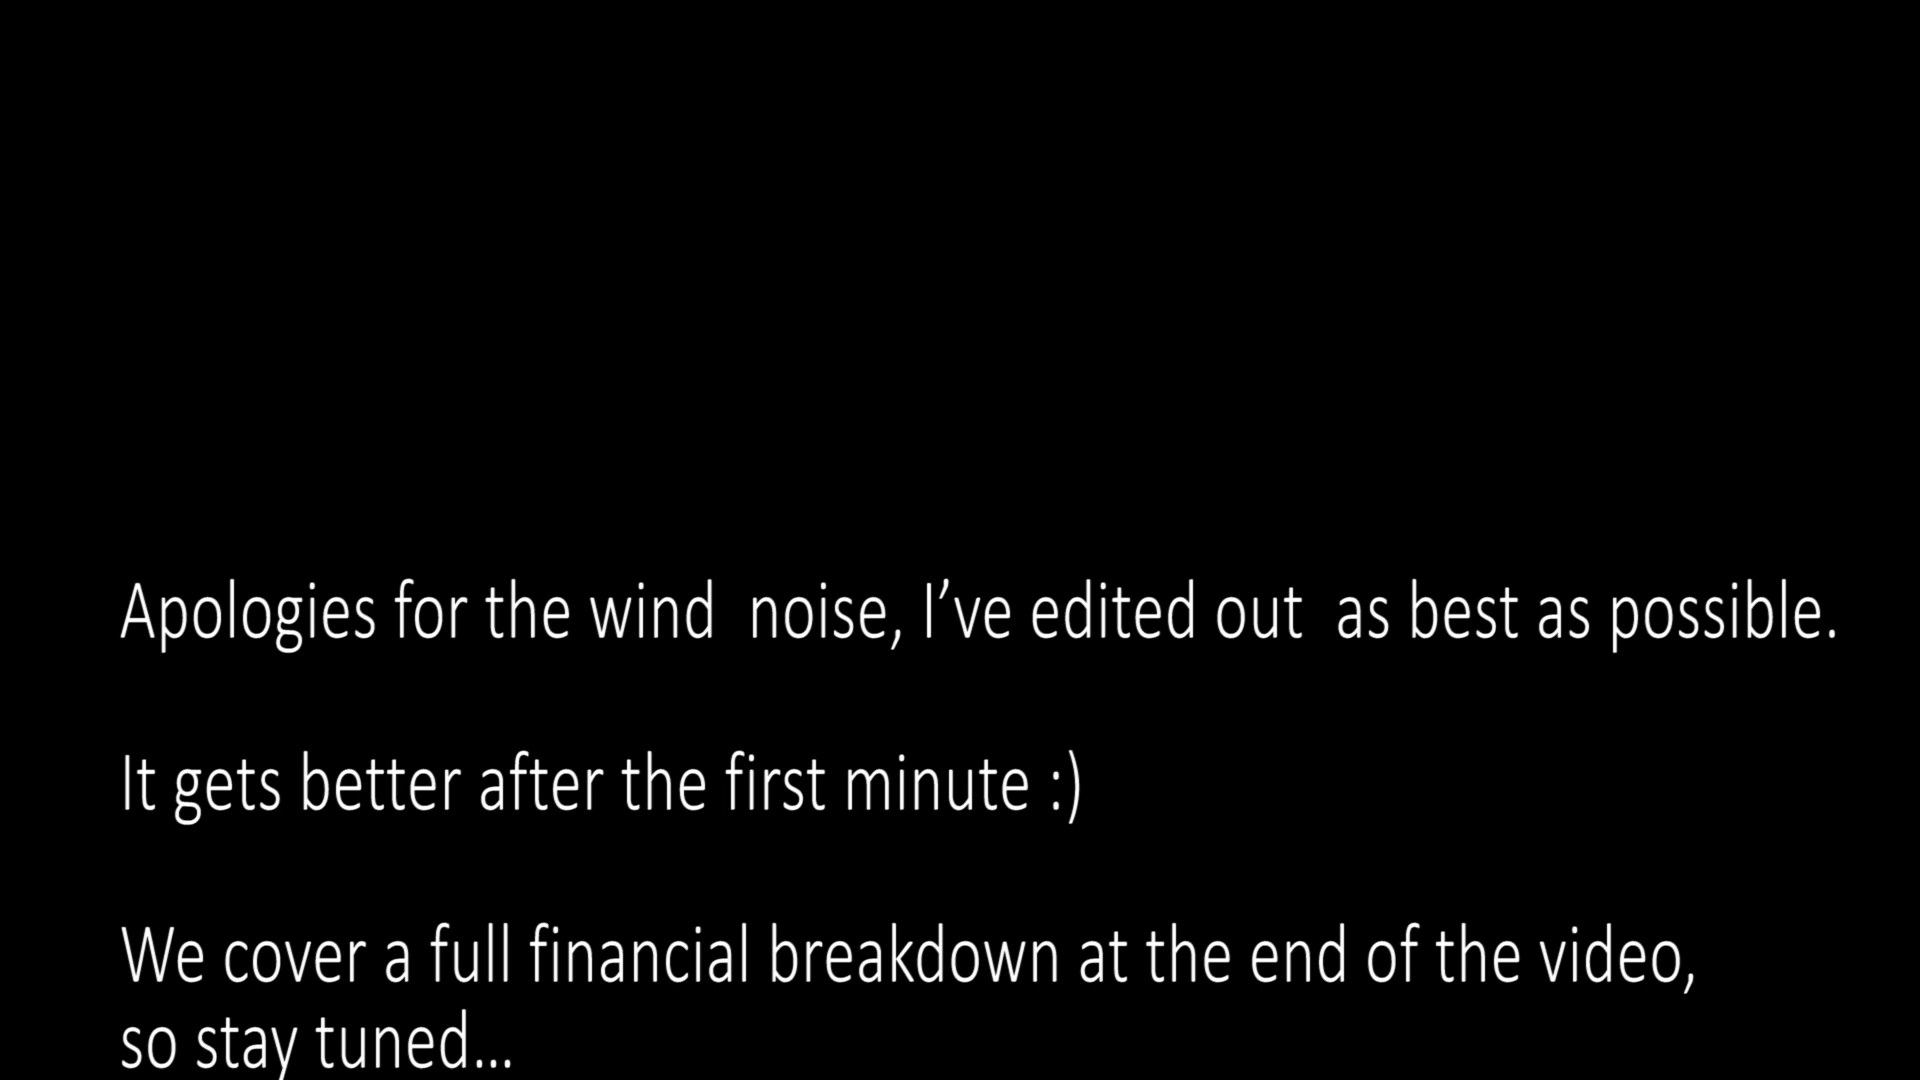 Apologies for the wind  noise, I’ve edited out  as best as possible.
It gets better after the first minute :)
We cover a full financial breakdown at the end of the video,
so stay tuned...